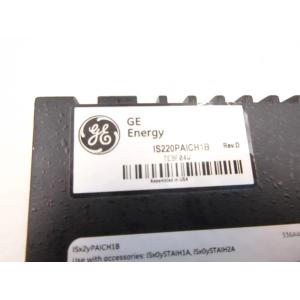 GE
Energy
IS220PAICH1B Rev.D
Assembled in USA
ISx2yPAICH1B
Use with accessories: ISx0ySTAIH1A, ISx0ySTAIH2A